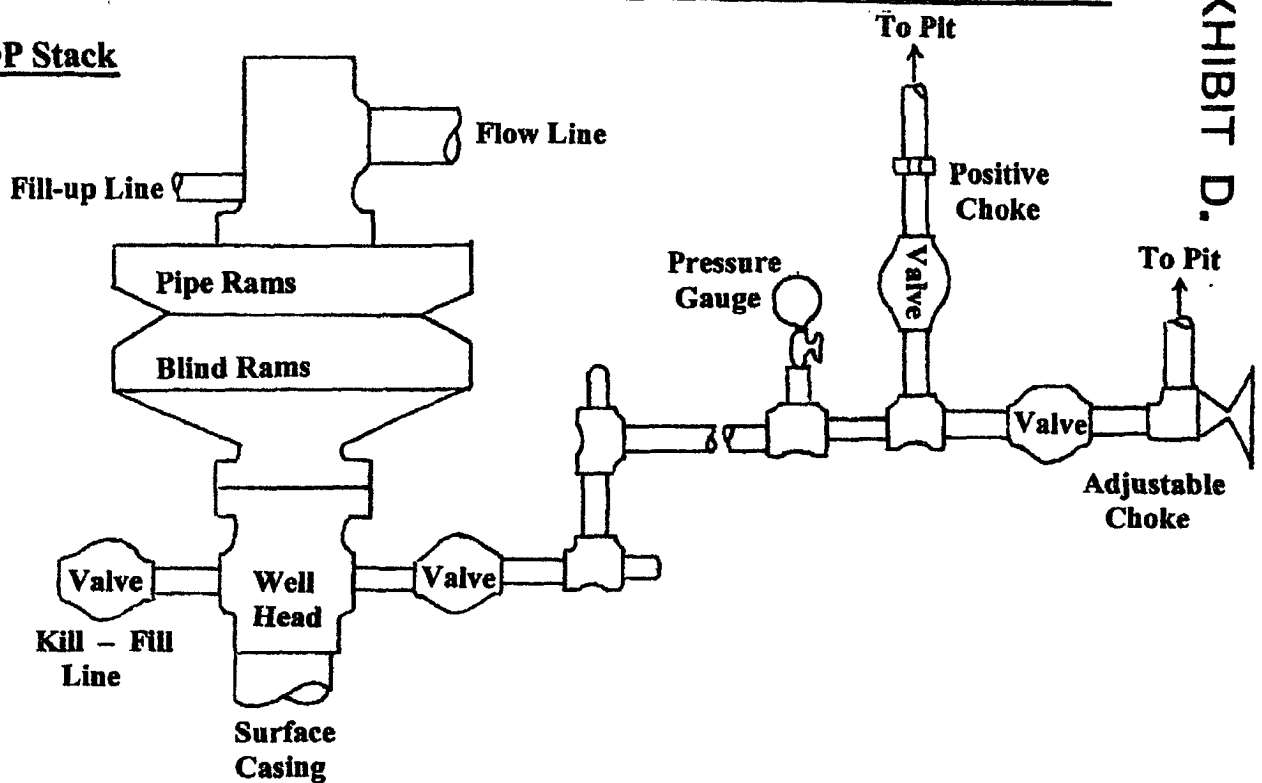 P Stack
To Pit
Flow Line
Fill-up Line
Positive
Choke
Pipe Rams
Pressure
Gauge
Valve
To Pit
Blind Rams
Valve
Adjustable
Choke
Valve
Well
Head
Valve
Kill – Fill
Line
Surface
Casing
XHIBIT D.